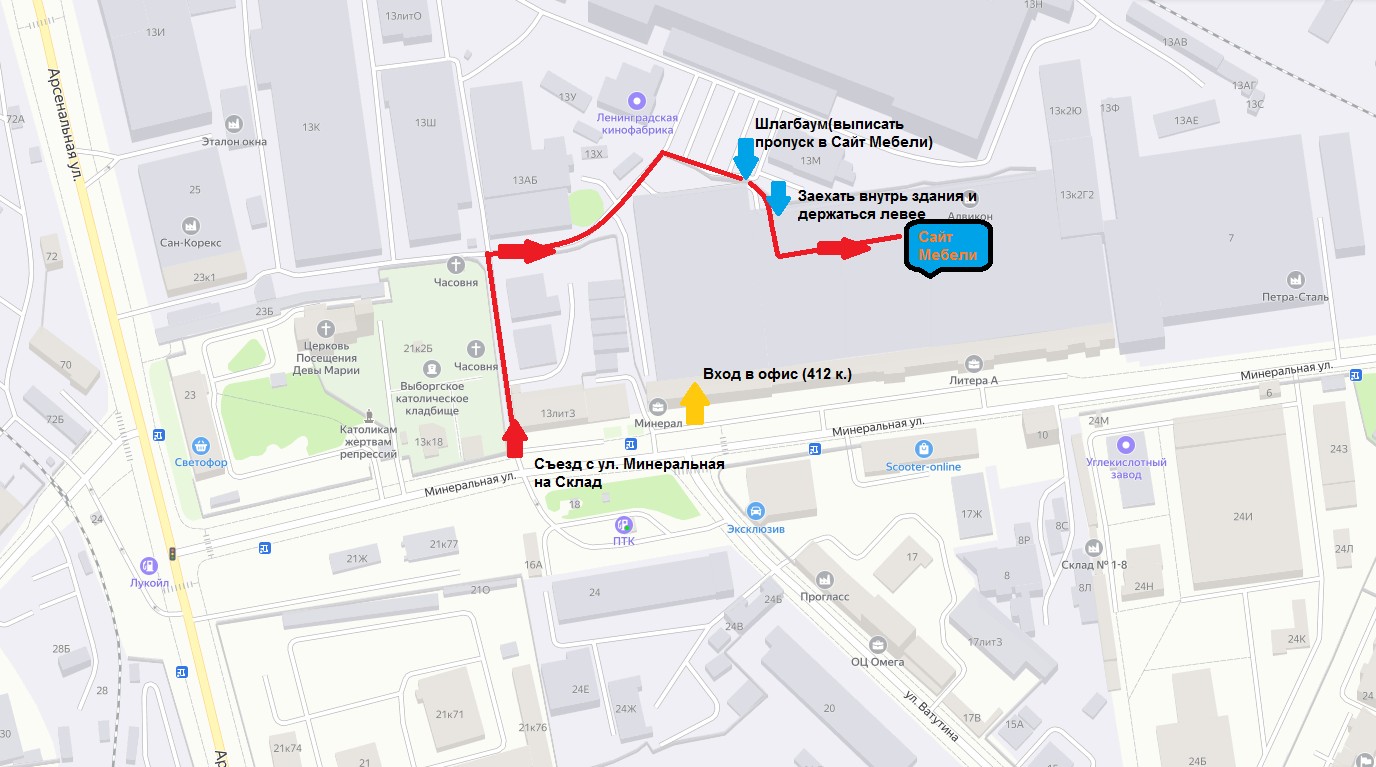 13И
13литО
13Н
13АВ
13АГ
13С
13АЕ
13Ф
13к2Ю
72А
Арсенальная ул.
Эталон окна
13К
13Ш
13У
Ленинградская
кинофабрика
13Х
13АБ
Шлагбаум(выписать
пропуск в Сайт Мебели)
13М
Заехать внутрь здания и
держаться левее
Адвикон
13к2Г2
7
25
Сан-Корекс
72
23к1
Сайт
Мебели
Петра-Сталь
Часовня
23Б
Церковь
Посещения
Девы Марии
21к2Б
Часовня
Выборгское
католическое
кладбище
70
72Б
23
Светофор
Католикам
жертвам
репрессий
13к18
13лит3
Вход в офис (412 к.)
Минерал
Литера А
Минеральная ул.
6
Минеральная ул.
10
24М
Углекислотный
завод
243
Scooter-online
Съезд с ул. Минеральная
на Склад
Минеральная ул.
18
ПТК
Эксклюзив
24
Лукойл
21Ж
21к77
16А
21О
24
17Ж
8С
8Р
8
8Л
Склад № 1-8
24И
24Л
24Н
17
Прогласс
24Б
24В
17лит3
24К
ОЦ Омега
ул. Ватутина
28Б
28
30
21к71
21к74
21
21к76
24Е
24Ж
20
17В
15А
24Б
Ар